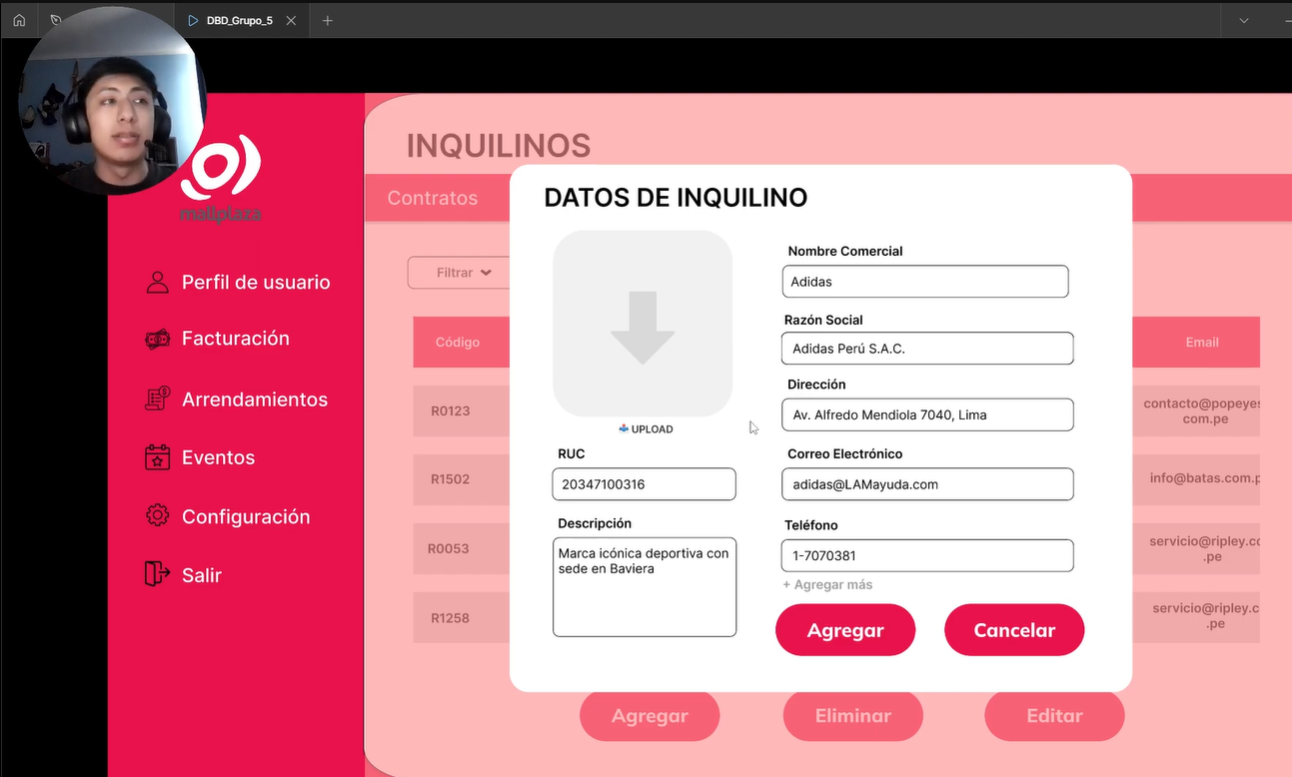 DBD_Grupo_5
mallplaza
Perfil de usuario
Facturación
Arrendamientos
Eventos
Configuración
Salir
INQUILINOS
Contratos
Filtrar
Código
Email
R0123
contacto@popeyes
com.pe
R1502
info@batas.com.p
R0053
servicio@ripley.co
.pe
R1258
servicio@ripley.c
.pe
DATOS DE INQUILINO
UPLOAD
RUC
20347100316
Descripción
Marca icónica deportiva con
sede en Baviera
Nombre Comercial
Adidas
Razón Social
Adidas Perú S.A.C.
Dirección
Av. Alfredo Mendiola 7040, Lima
Correo Electrónico
adidas@LAMayuda.com
Teléfono
1-7070381
+ Agregar más
Agregar
Cancelar
Agregar
Eliminar
Editar